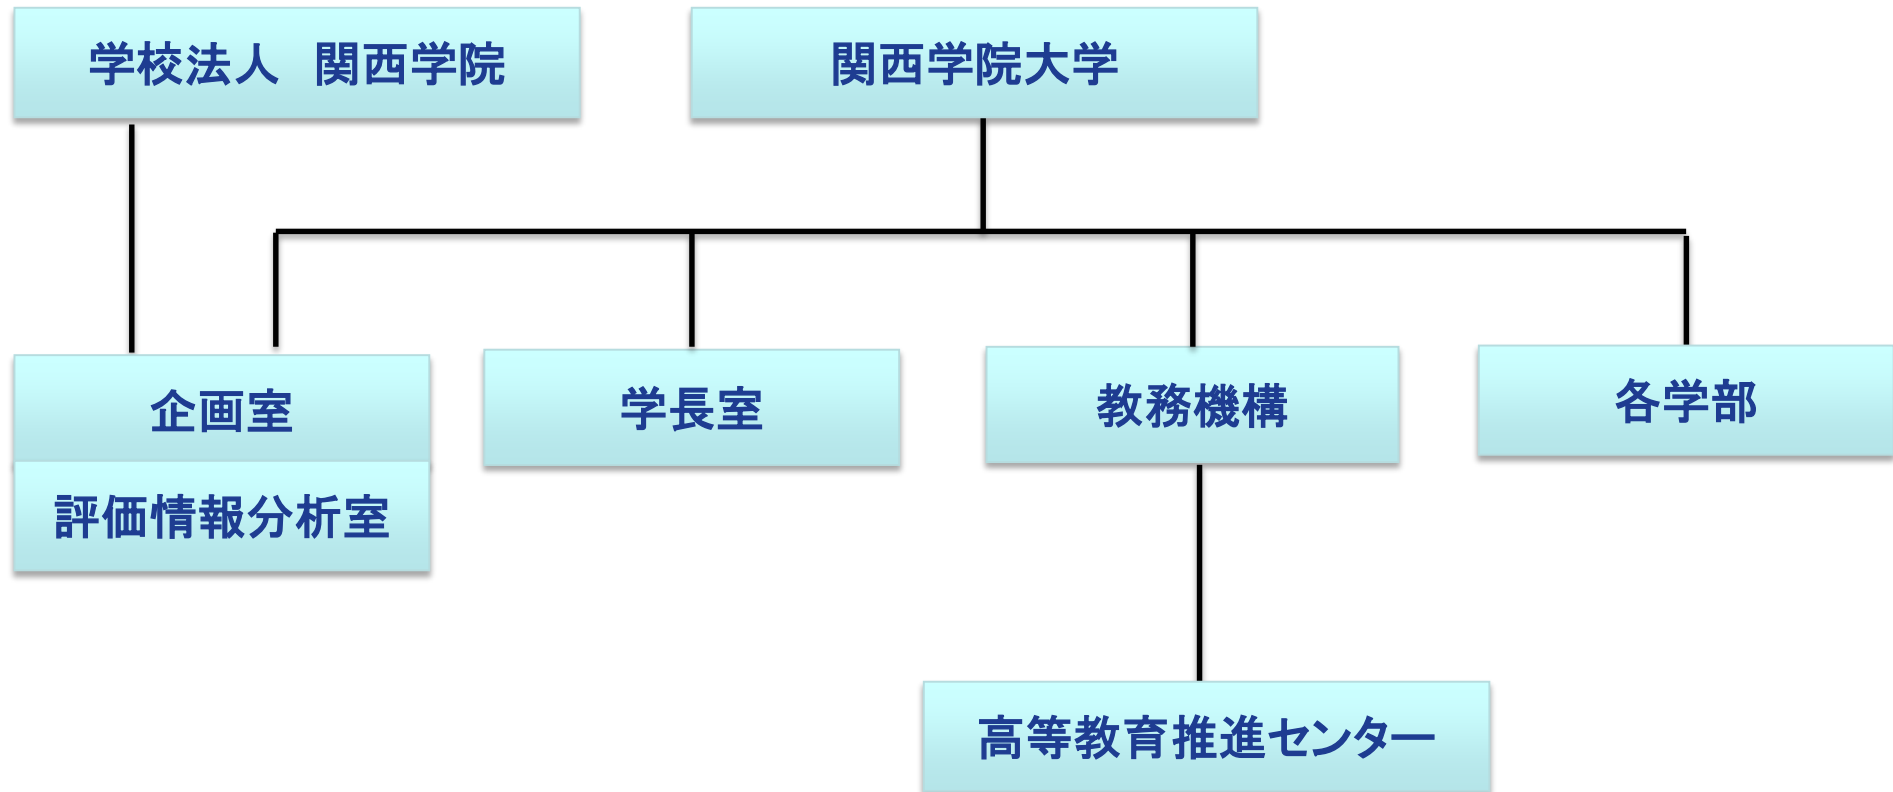 学校法人　関西学院
関西学院大学
企画室
学長室
教務機構
各学部
評価情報分析室
高等教育推進センター